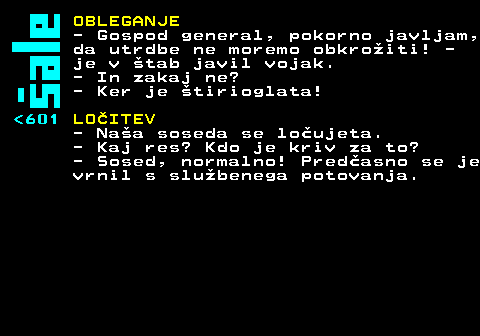 šale
OBLEGANJE
- Gospod general, pokorno javljam,
da utrdbe ne moremo obkrožiti! -
je v štab javil vojak.
- In zakaj ne?
- Ker je štirioglata!
<601 LOČITEV
- Naša soseda se ločujeta.
- Kaj res? Kdo je kriv za to?
- Sosed, normalno! Predčasno se je
vrnil s službenega potovanja.